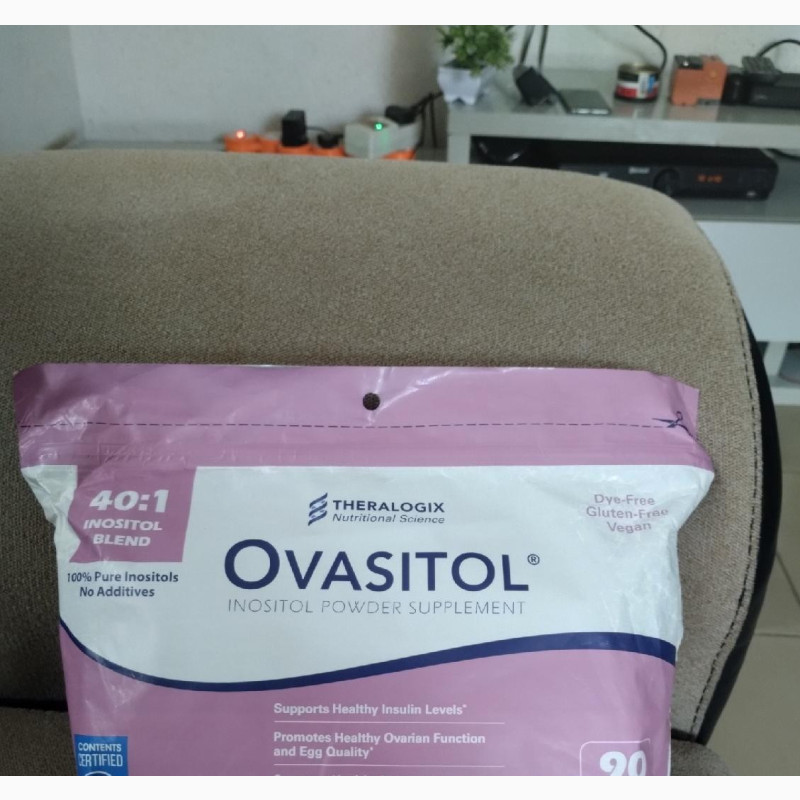 40:1
INOSITOL
BLEND
100% Pure Inositols
No Additives
THERALOGIX
Nutritional Science
Dye-Free
Gluten-Free
Vegan
OVASITOL®
INOSITOL POWDER SUPPLEMENT
Supports Healthy Insulin Levels*
Promotes Healthy Ovarian Function
and Egg Quality*
CONTENTS
CERTIFIED